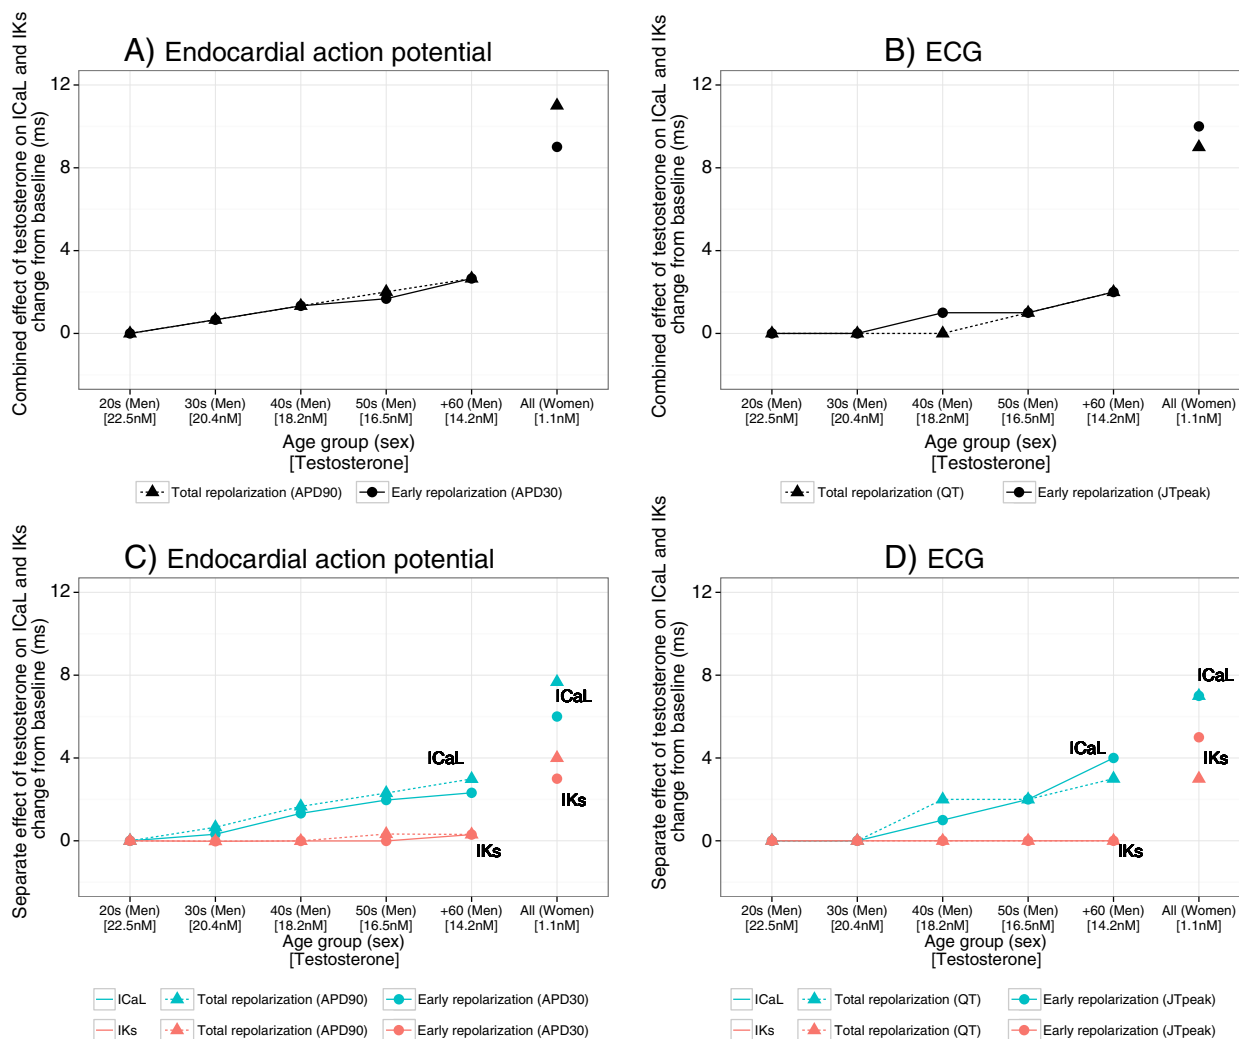 A) Endocardial action potential
Combined effect of testosterone on ICaL and IKs
change from baseline (ms)
12
8
4
0
20s (Men) 30s (Men) 40s (Men) 50s (Men) +60 (Men) All (Women)
[22.5nM] [20.4nM] [18.2nM] [16.5nM] [14.2nM] [1.1nM]
Age group (sex)
[Testosterone]
Total repolarization (APD90) Early repolarization (APD30)
B) ECG
Combined effect of testosterone on ICaL and IKs
change from baseline (ms)
12
8
4
0
20s (Men) 30s (Men) 40s (Men) 50s (Men) +60 (Men) All (Women)
[22.5nM] [20.4nM] [18.2nM] [16.5nM] [14.2nM] [1.1nM]
Age group (sex)
[Testosterone]
Total repolarization (QT) Early repolarization (JTpeak)
C) Endocardial action potential
Separate effect of testosterone on ICaL and IKs
change from baseline (ms)
12
8
4
0
ICaL
ICaL
IKs
IKs
20s (Men) 30s (Men) 40s (Men) 50s (Men) +60 (Men) All (Women)
[22.5nM] [20.4nM] [18.2nM] [16.5nM] [14.2nM] [1.1nM]
Age group (sex)
[Testosterone]
ICaL Total repolarization (APD90) Early repolarization (APD30)
IKs Total repolarization (APD90) Early repolarization (APD30)
D) ECG
Separate effect of testosterone on ICaL and IKs
change from baseline (ms)
12
8
4
0
ICaL
ICaL
IKs
IKs
20s (Men) 30s (Men) 40s (Men) 50s (Men) +60 (Men) All (Women)
[22.5nM] [20.4nM] [18.2nM] [16.5nM] [14.2nM] [1.1nM]
Age group (sex)
[Testosterone]
ICaL Total repolarization (QT) Early repolarization (JTpeak)
IKs Total repolarization (QT) Early repolarization (JTpeak)